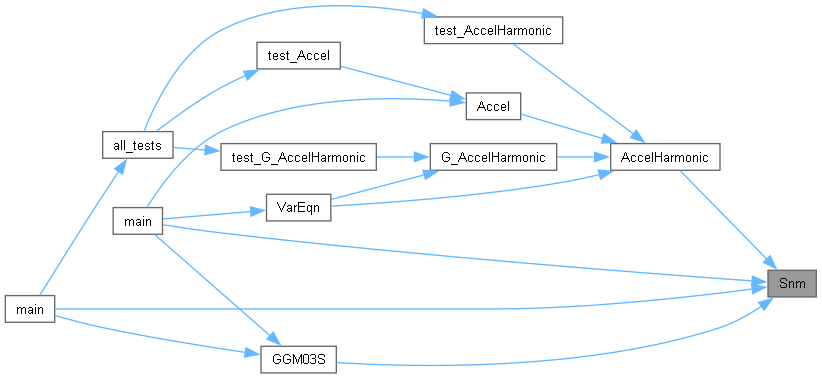 test_AccelHarmonic
test_Accel
Accel
all_tests
test_G_AccelHarmonic
G_AccelHarmonic
AccelHarmonic
VarEqn
main
Snm
main
GGM03S